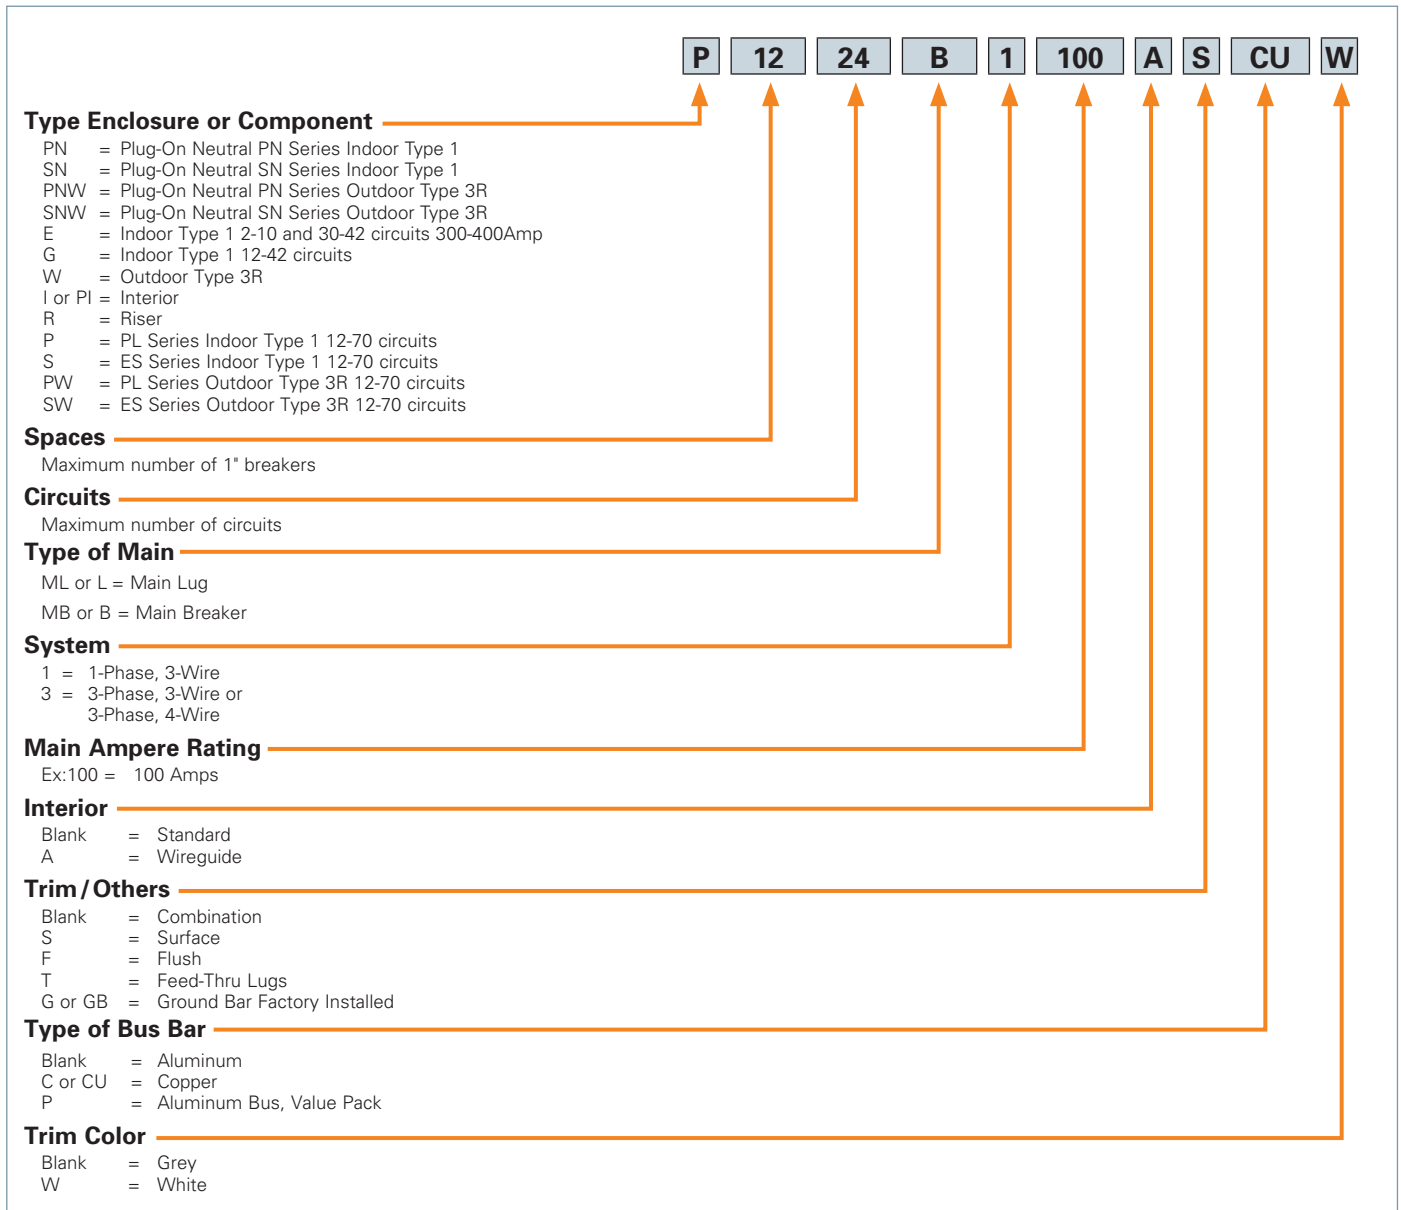 P 12 24 B 1 100 A S CU W
Type Enclosure or Component
PN = Plug-On Neutral PN Series Indoor Type 1
SN = Plug-On Neutral SN Series Indoor Type 1
PNW = Plug-On Neutral PN Series Outdoor Type 3R
SNW = Plug-On Neutral SN Series Outdoor Type 3R
E = Indoor Type 1 2-10 and 30-42 circuits 300-400Amp
G = Indoor Type 1 12-42 circuits
W = Outdoor Type 3R
I or PI = Interior
R = Riser
P = PL Series Indoor Type 1 12-70 circuits
S = ES Series Indoor Type 1 12-70 circuits
PW = PL Series Outdoor Type 3R 12-70 circuits
SW = ES Series Outdoor Type 3R 12-70 circuits
Spaces
Maximum number of 1" breakers
Circuits
Maximum number of circuits
Type of Main
ML or L = Main Lug
MB or B = Main Breaker
System
1 = 1-Phase, 3-Wire
3 = 3-Phase, 3-Wire or
3-Phase, 4-Wire
Main Ampere Rating
Ex:100 = 100 Amps
Interior
Blank = Standard
A = Wireguide
Trim/Others
Blank = Combination
S = Surface
F = Flush
T = Feed-Thru Lugs
G or GB = Ground Bar Factory Installed
Type of Bus Bar
Blank = Aluminum
C or CU = Copper
P = Aluminum Bus, Value Pack
Trim Color
Blank = Grey
W = White